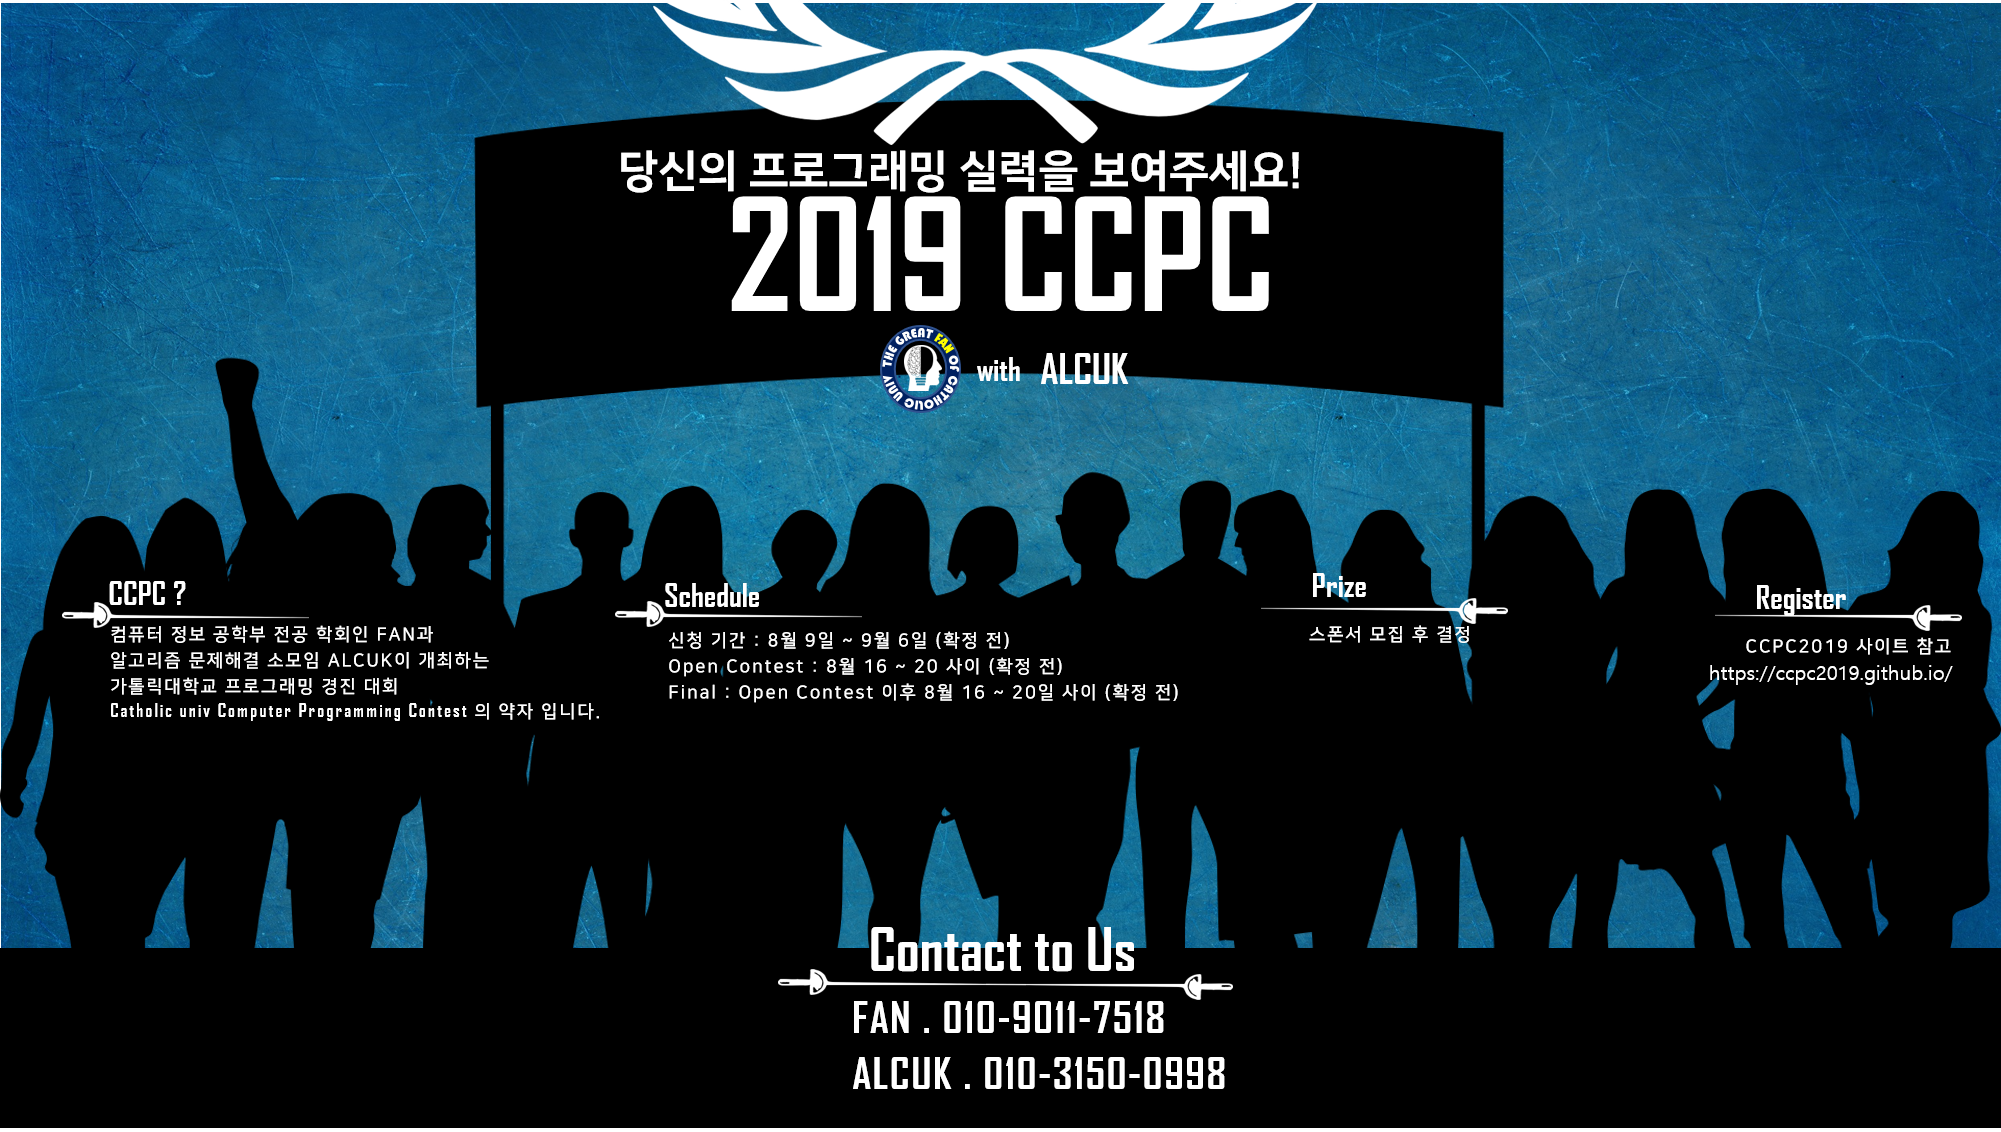 당신의 프로그래밍 실력을 보여주세요!
2019 CCPC
THE GREAT FAN OF CATHOLIC UNIV
with ALCUK
CCPC ?
컴퓨터 정보 공학부 전공 학회인 FAN과
알고리즘 문제해결 소모임 ALCUK이 개최하는
가톨릭대학교 프로그래밍 경진 대회
Catholic univ Computer Programming Contest 의 약자 입니다.
Schedule
신청 기간 : 8월 9일 ~ 9월 6일 (확정 전)
Open Contest : 8월 16 ~ 20 사이 (확정 전)
Final : Open Contest 이후 8월 16 ~ 20일 사이 (확정 전)
Prize
스폰서 모집 후 결정
Register
CCPC2019 사이트 참고
https://ccpc2019.github.io/
Contact to Us
FAN . 010-9011-7518
ALCUK . 010-3150-0998